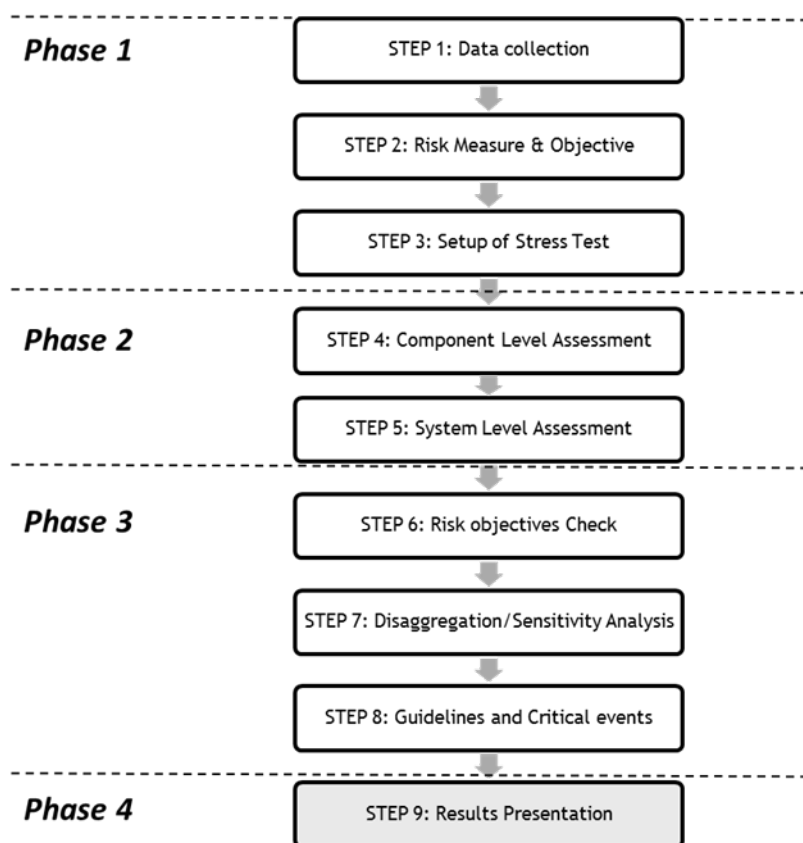 Phase 1
STEP 1: Data collection
STEP 2: Risk Measure & Objective
STEP 3: Setup of Stress Test
Phase 2
STEP 4: Component Level Assessment
STEP 5: System Level Assessment
Phase 3
STEP 6: Risk objectives Check
STEP 7: Disaggregation/Sensitivity Analysis
STEP 8: Guidelines and Critical events
Phase 4
STEP 9: Results Presentation